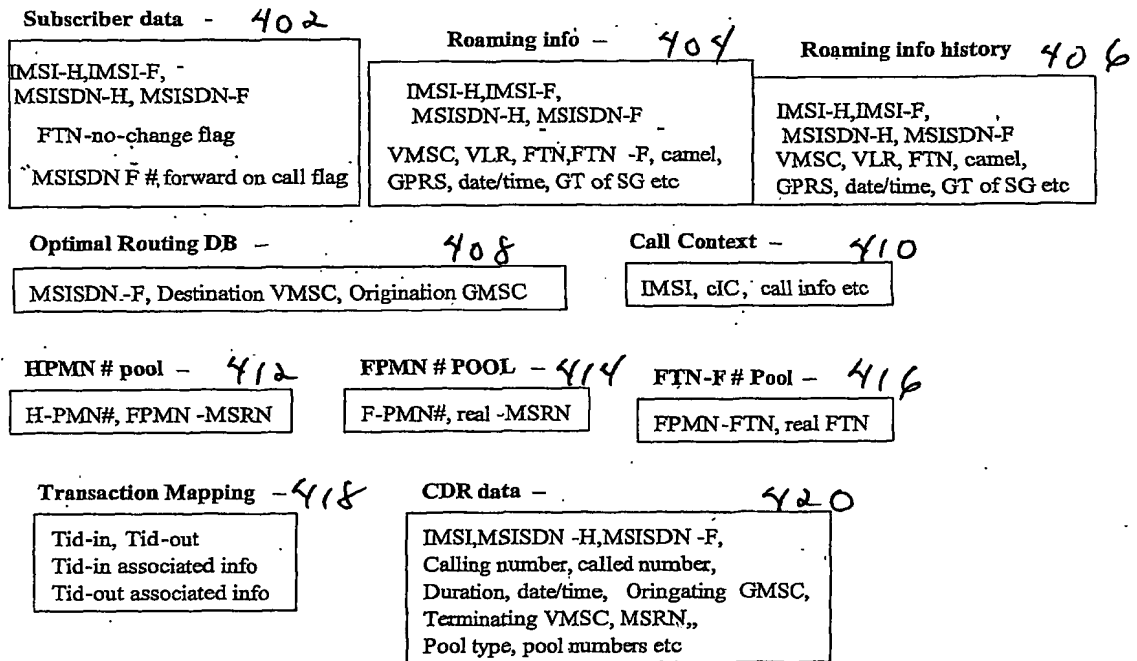 Subscriber data - 402
IMSI-H,IMSI-F,
MSISDN-H, MSISDN-F
FTN-no-change flag
MSISDN F #, forward on call flag
Roaming info – 404
IMSI-H,IMSI-F,
MSISDN-H, MSISDN-F
VMSC, VLR, FTN,FTN -F, camel,
GPRS, date/time, GT of SG etc
Roaming info history 406
IMSI-H,IMSI-F,
MSISDN-H, MSISDN-F
VMSC, VLR, FTN, camel,
GPRS, date/time, GT of SG etc
Optimal Routing DB – 408
MSISDN-F, Destination VMSC, Origination GMSC
Call Context – 410
IMSI, cIC, call info etc
HPMN # pool – 412
H-PMN#, FPMN -MSRN
FPMN # POOL – 414
F-PMN#, real -MSRN
FTN-F # Pool – 416
FPMN-FTN, real FTN
Transaction Mapping – 418
Tid-in, Tid-out
Tid-in associated info
Tid-out associated info
CDR data – 420
IMSI,MSISDN -H,MSISDN -F,
Calling number, called number,
Duration, date/time, Oringating GMSC,
Terminating VMSC, MSRN,,
Pool type, pool numbers etc